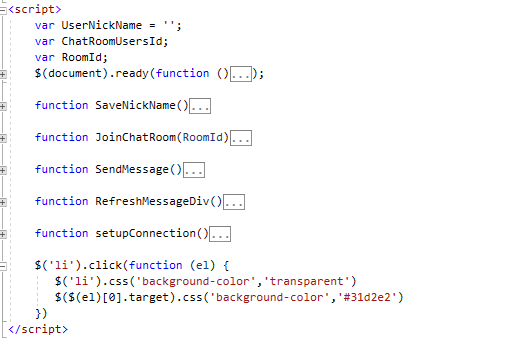 <script>
var UserNickName = '';
var ChatRoomUsersId;
var RoomId;
$(document).ready(function ()...);
function SaveNickName()...
function JoinChatRoom(RoomId)...
function SendMessage()...
function RefreshMessageDiv()...
function setupConnection()...
$('li').click(function (el) {
$('li').css('background-color','transparent')
$($(el)[0].target).css('background-color','#31d2e2')
})
</script>